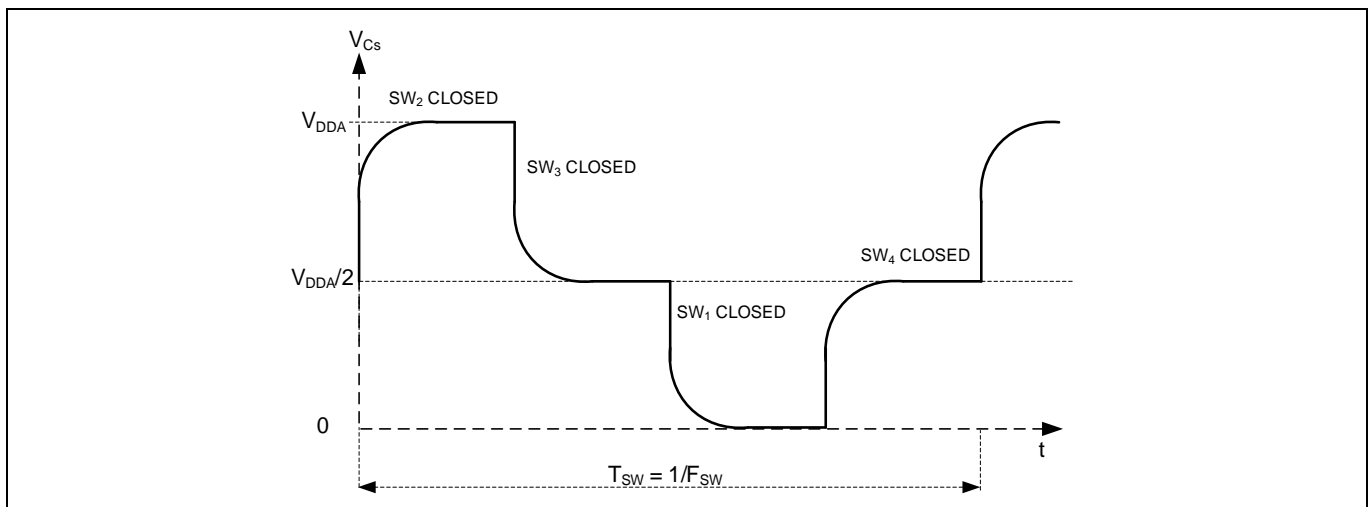 V_Cs
SW₂ CLOSED
V_DDA
SW₃ CLOSED
SW₄ CLOSED
V_DDA/2
SW₁ CLOSED
0
t
T_SW = 1/F_SW